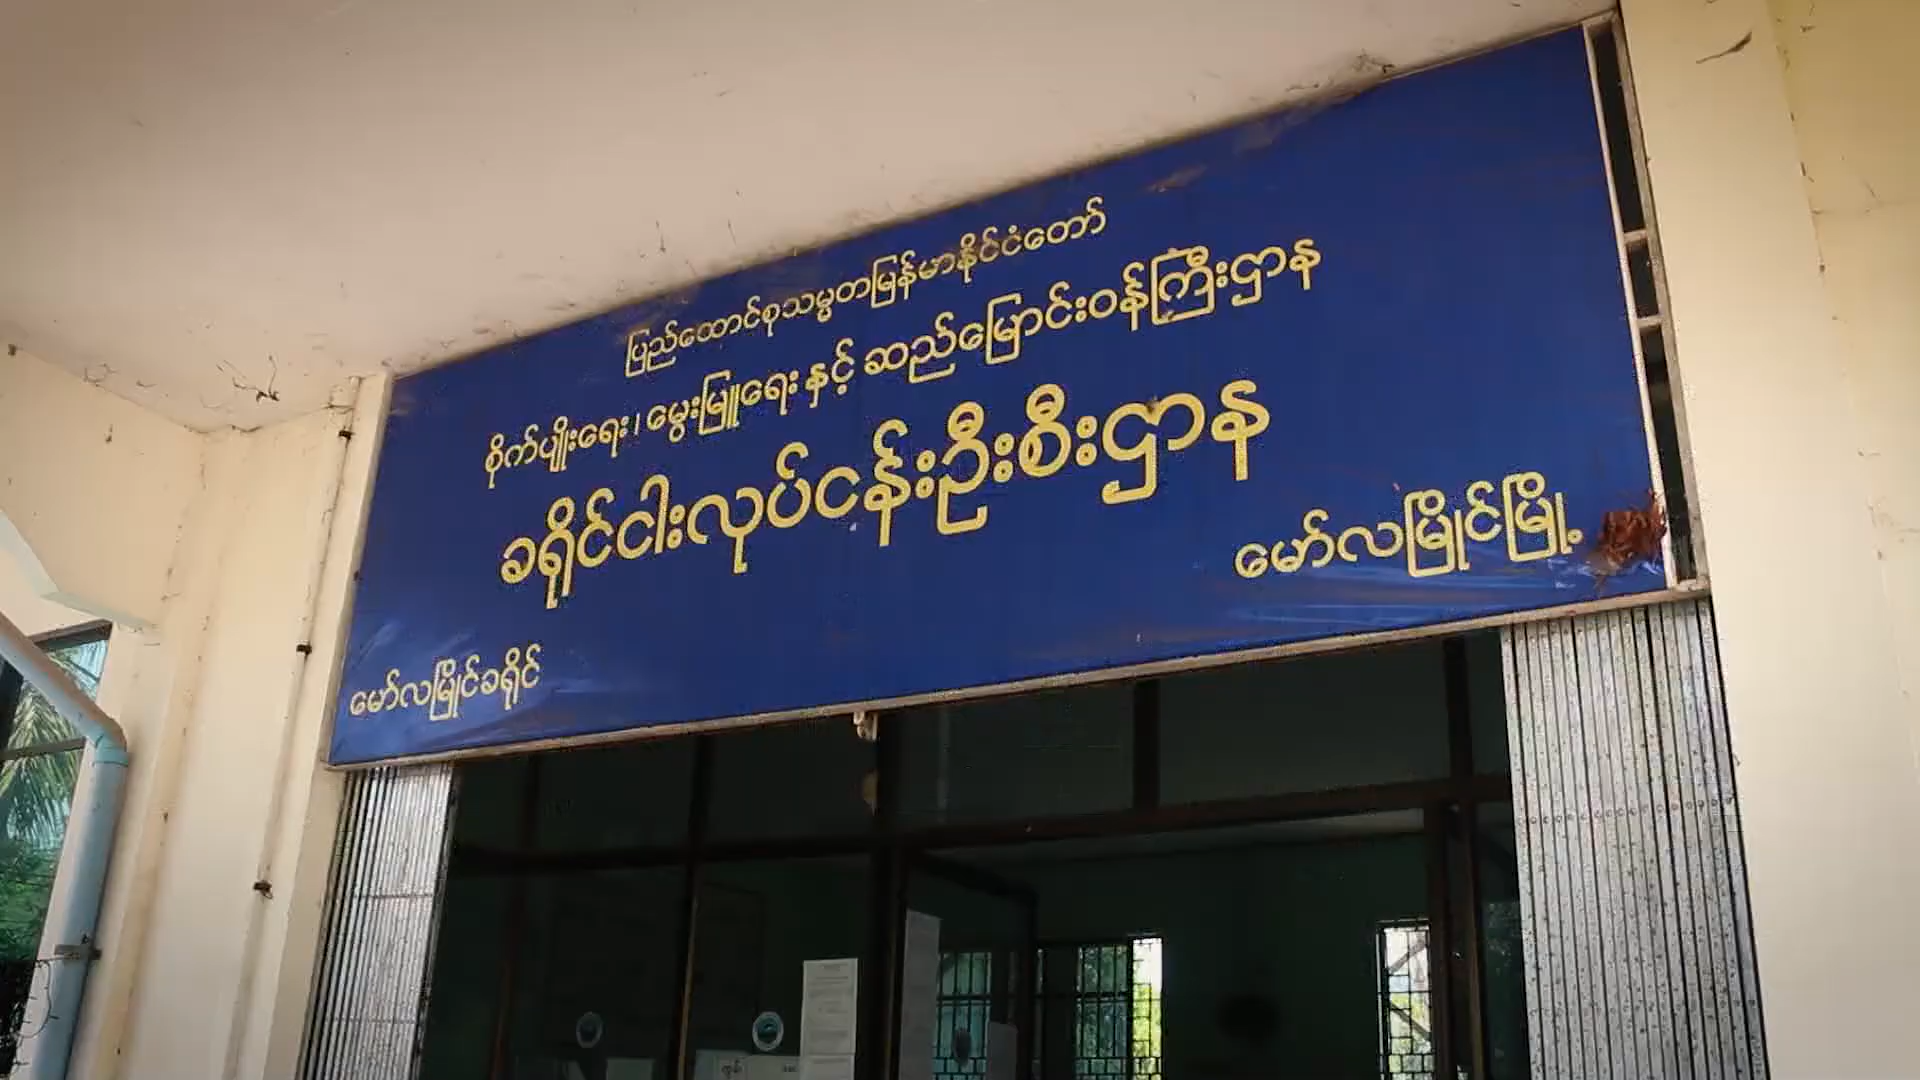 ပြည်ထောင်စုသမ္မတမြန်မာနိုင်ငံတော်
စိုက်ပျိုးရေး၊ မွေးမြူရေး နှင့် ဆည်မြောင်းဝန်ကြီးဌာန
ခရိုင်ငါးလုပ်ငန်းဦးစီးဌာန
မော်လမြိုင်မြို့
မော်လမြိုင်ခရိုင်